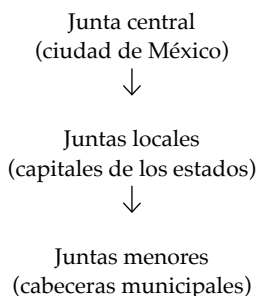 Junta central
(ciudad de México)
↓
Juntas locales
(capitales de los estados)
↓
Juntas menores
(cabeceras municipales)